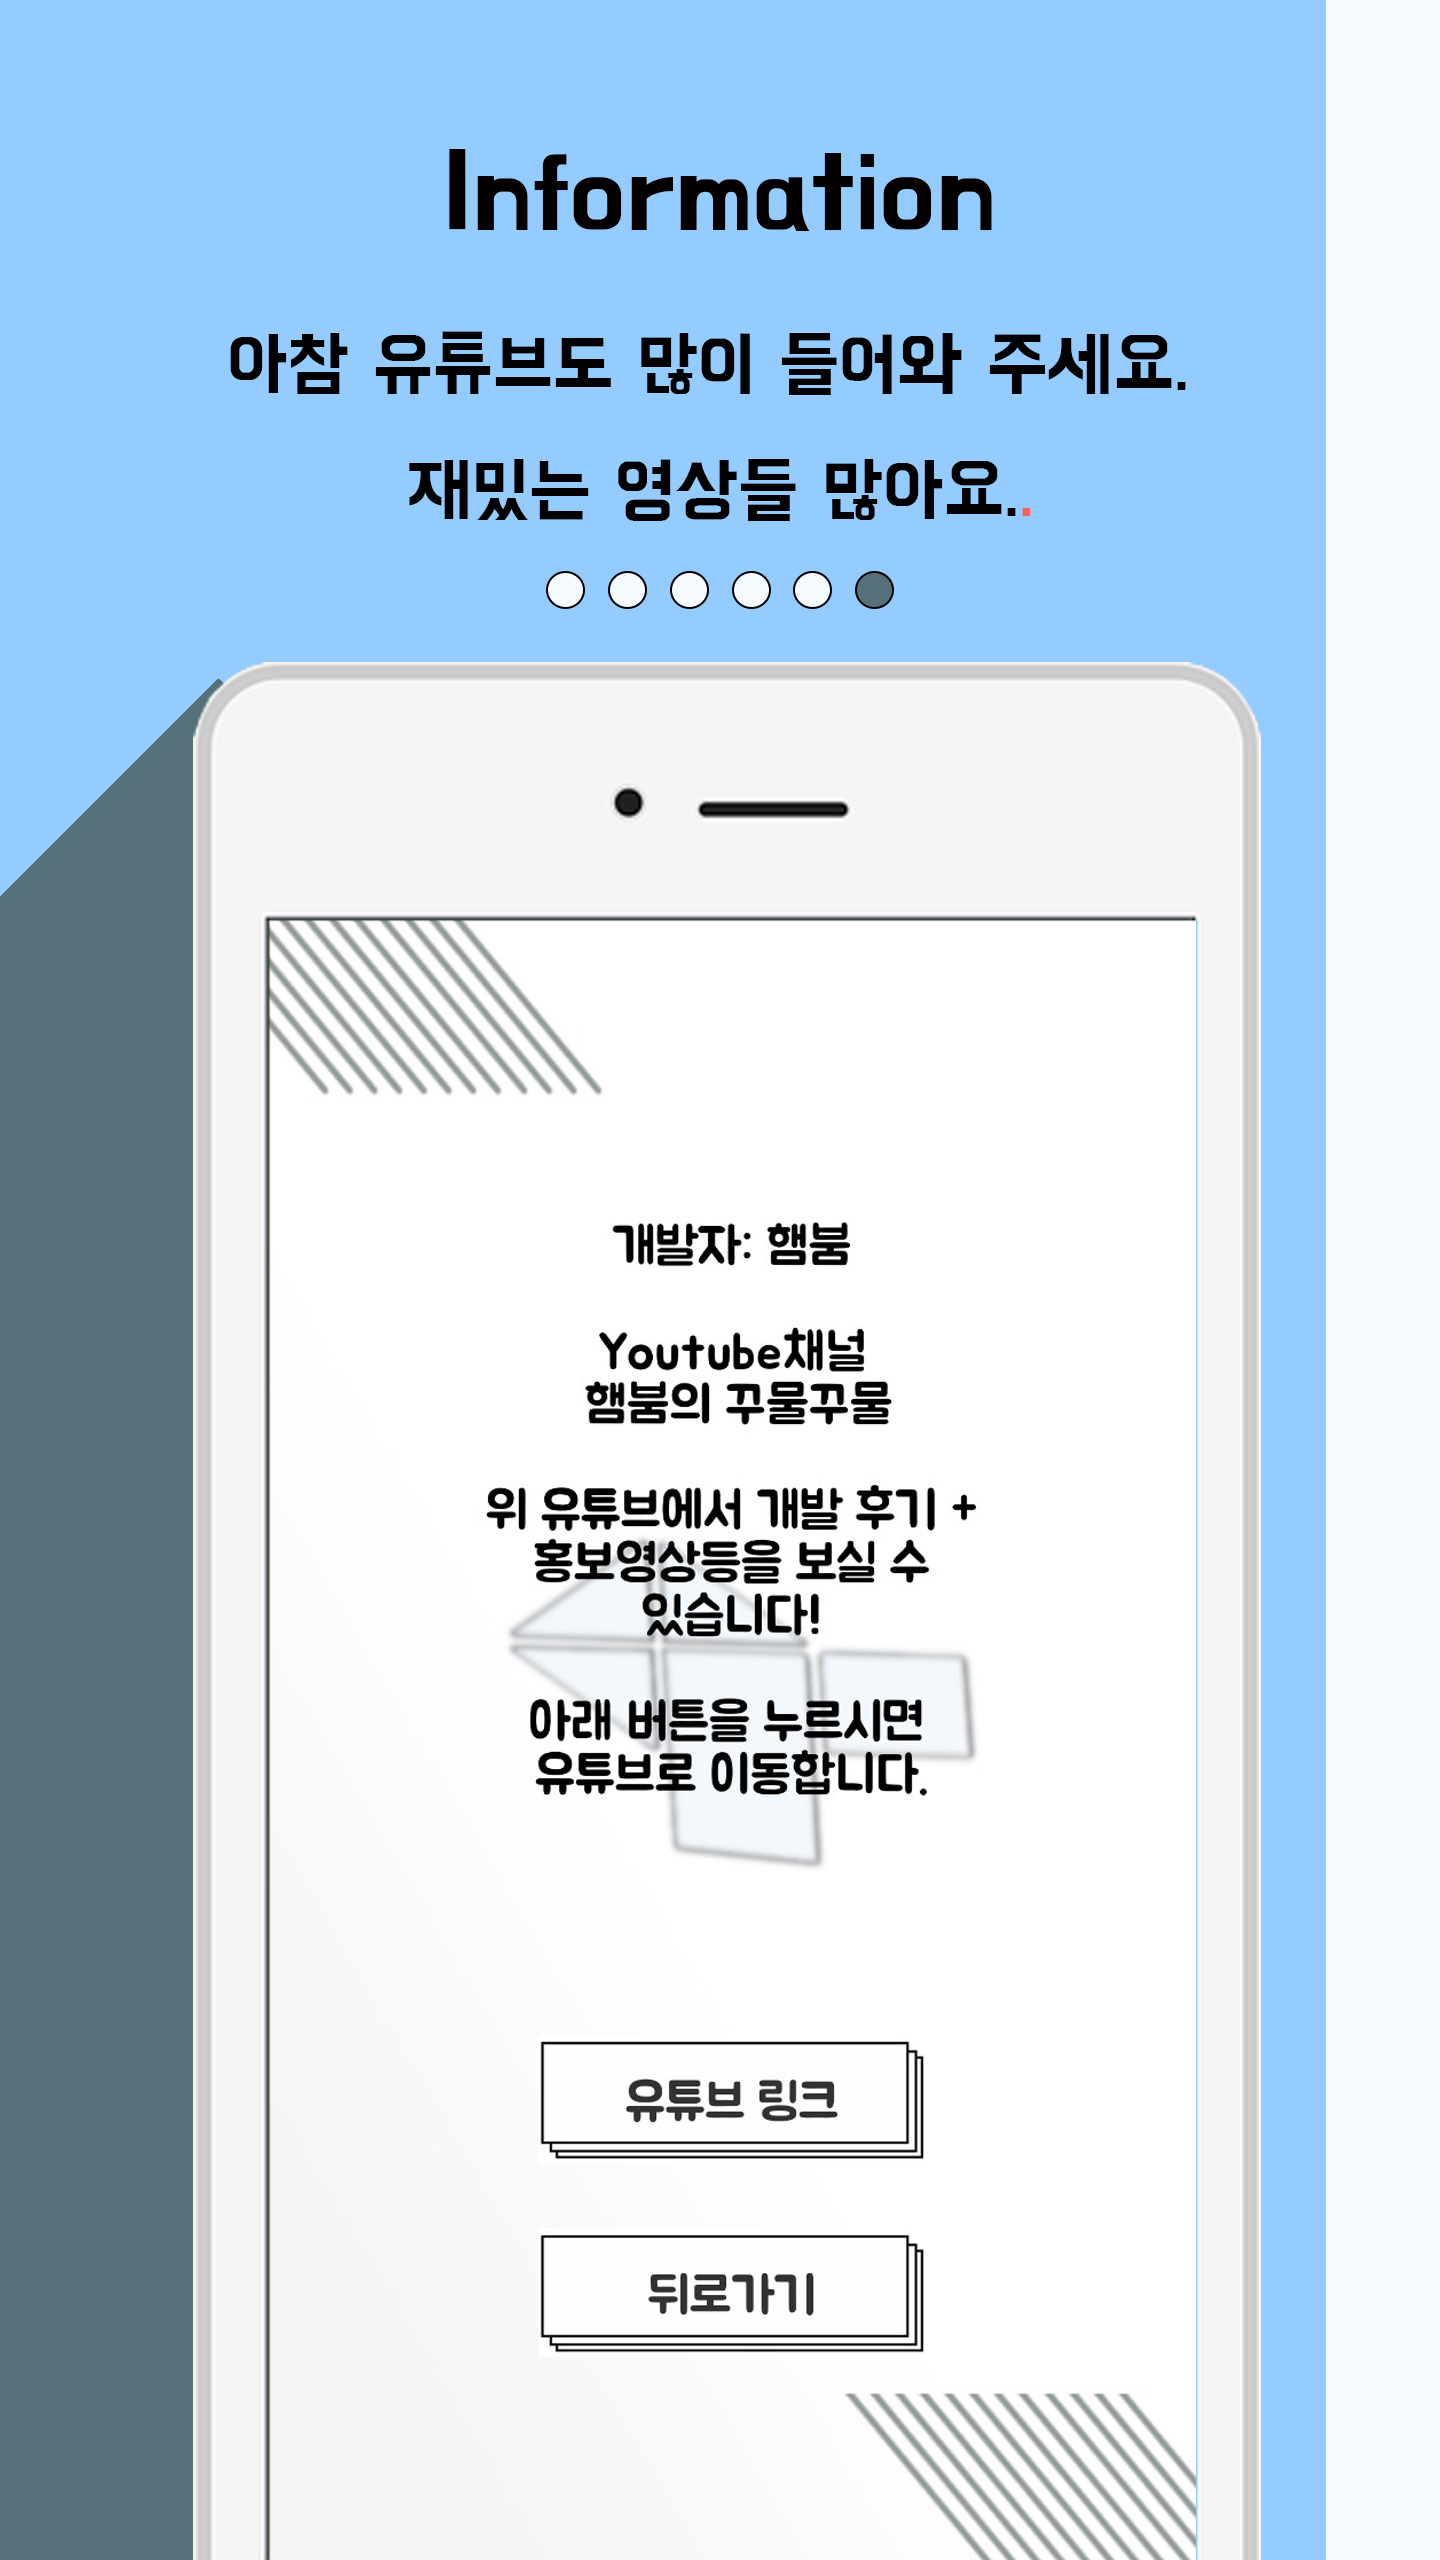 Information
아참 유튜브도 많이 들어와 주세요.
재밌는 영상들 많아요..
개발자: 햄붐
Youtube채널
햄붐의 꾸물꾸물
위 유튜브에서 개발 후기 +
홍보영상등을 보실 수
있습니다!
아래 버튼을 누르시면
유튜브로 이동합니다.
유튜브 링크
뒤로가기